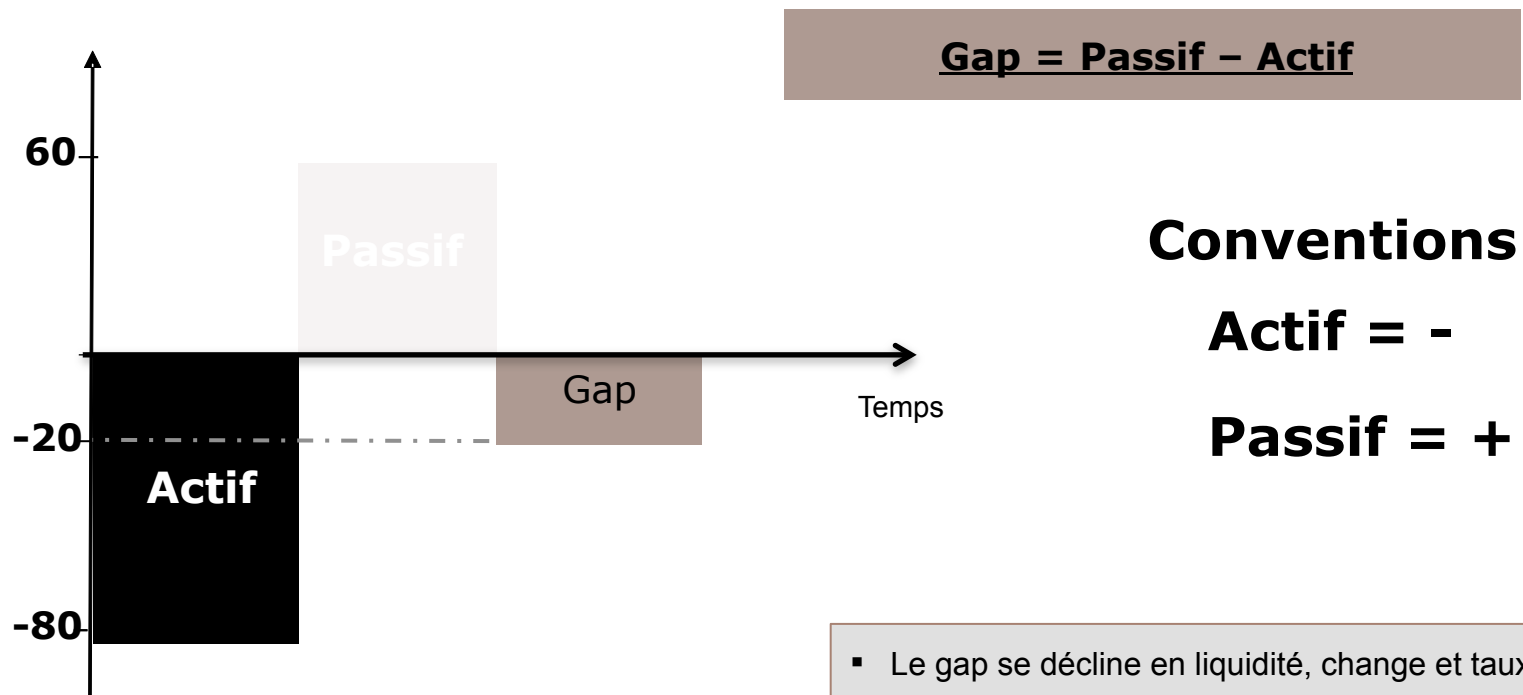 Gap = Passif – Actif
60
Passif
Conventions
Actif = -
Gap
Temps
Passif = +
-20
Actif
-80
▪ Le gap se décline en liquidité, change et taux